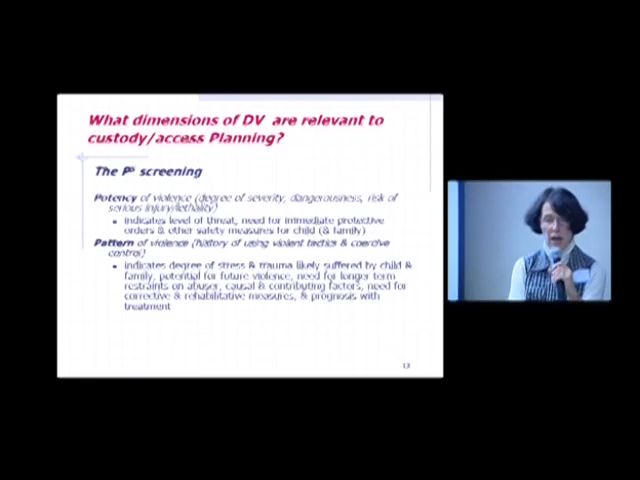 What dimensions of DV are relevant to
custody/access Planning?
The P⁵ screening
Potency of violence (degree of severity, dangerousness, risk of
serious injury/lethality)
indicates level of threat, need for immediate protective
orders & other safety measures for child (& family)
Pattern of violence (history of using violent tactics & coercive
control)
indicates degree of stress & trauma likely suffered by child &
family, potential for future violence, need for longer term
restraints on abuser, causal & contributing factors, need for
corrective & rehabilitative measures, & prognosis with
treatment
13